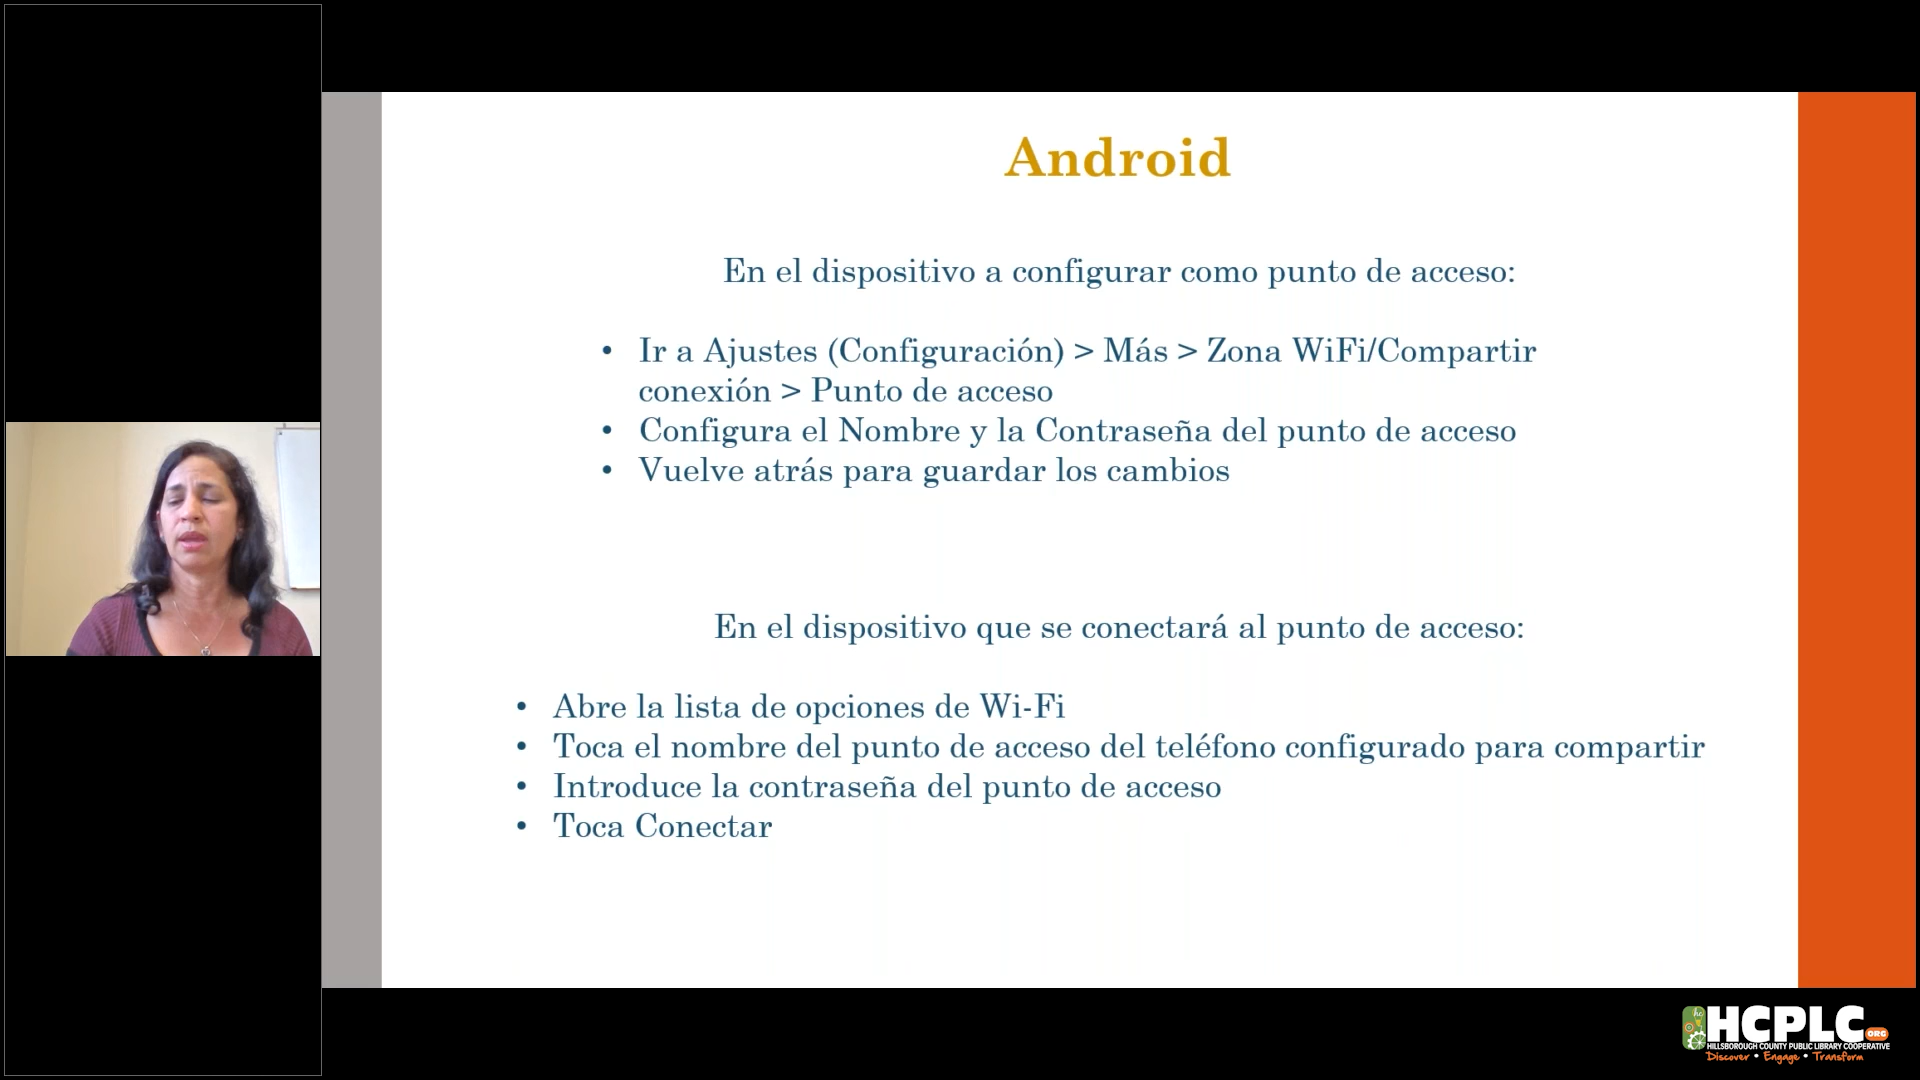 Android
En el dispositivo a configurar como punto de acceso:
• Ir a Ajustes (Configuración) > Más > Zona WiFi/Compartir
conexión > Punto de acceso
• Configura el Nombre y la Contraseña del punto de acceso
• Vuelve atrás para guardar los cambios
En el dispositivo que se conectará al punto de acceso:
• Abre la lista de opciones de Wi-Fi
• Toca el nombre del punto de acceso del teléfono configurado para compartir
• Introduce la contraseña del punto de acceso
• Toca Conectar
hc
HCPLC.ORG
HILLSBOROUGH COUNTY PUBLIC LIBRARY COOPERATIVE
Discover • Engage • Transform